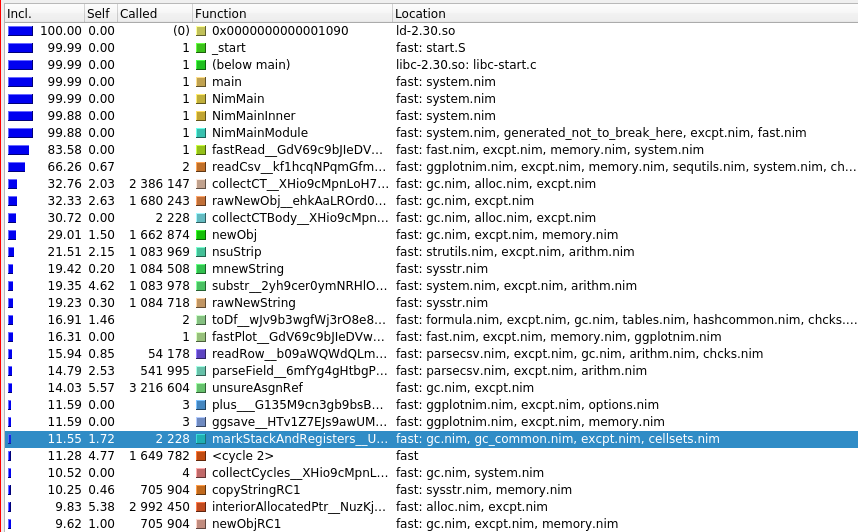 Incl. Self Called Function Location
100.00 0.00 (0) 0x0000000000001090 ld-2.30.so
99.99 0.00 1 _start fast: start.S
99.99 0.00 1 (below main) libc-2.30.so: libc-start.c
99.99 0.00 1 main fast: system.nim
99.99 0.00 1 NimMain fast: system.nim
99.88 0.00 1 NimMainInner fast: system.nim
99.88 0.00 1 NimMainModule fast: system.nim, generated_not_to_break_here, excpt.nim, fast.nim
83.58 0.00 1 fastRead__GdV69c9bJIeDV... fast: fast.nim, excpt.nim, memory.nim, system.nim
66.26 0.67 2 readCsv__kf1hcqNPqmGfm... fast: ggplotnim.nim, excpt.nim, memory.nim, sequtils.nim, system.nim, ch...
32.76 2.03 2 386 147 collectCT__XHio9cMpnLoH7... fast: gc.nim, alloc.nim, excpt.nim
32.33 2.63 1 680 243 rawNewObj__ehkAaLROrd0... fast: gc.nim, excpt.nim
30.72 0.00 2 228 collectCTBody__XHio9cMpn... fast: gc.nim, alloc.nim, excpt.nim
29.01 1.50 1 662 874 newObj fast: gc.nim, excpt.nim, memory.nim
21.51 2.15 1 083 969 nsuStrip fast: strutils.nim, excpt.nim, arithm.nim
19.42 0.20 1 084 508 mnewString fast: sysstr.nim
19.35 4.62 1 083 978 substr__2yh9cer0ymNRHlO... fast: system.nim, excpt.nim, arithm.nim
19.23 0.30 1 084 718 rawNewString fast: sysstr.nim
16.91 1.46 2 toDf__wJv9b3wgfWj3rO8e8... fast: formula.nim, excpt.nim, gc.nim, tables.nim, hashcommon.nim, chcks....
16.31 0.00 1 fastPlot__GdV69c9bJIeDVw... fast: fast.nim, excpt.nim, memory.nim, ggplotnim.nim
15.94 0.85 54 178 readRow__b09aWQWdQLm... fast: parsecsv.nim, excpt.nim, gc.nim, arithm.nim, chcks.nim
14.79 2.53 541 995 parseField__6mfYg4gHtbgP... fast: parsecsv.nim, excpt.nim, arithm.nim
14.03 5.57 3 216 604 unsureAsgnRef fast: gc.nim, excpt.nim
11.59 0.00 3 plus___G135M9cn3gb9bsB... fast: ggplotnim.nim, excpt.nim, options.nim
11.59 0.00 3 ggsave__HTv1Z7EJs9awUM... fast: ggplotnim.nim, excpt.nim, memory.nim
11.55 1.72 2 228 markStackAndRegisters__U... fast: gc.nim, gc_common.nim, excpt.nim, cellsets.nim
11.28 4.77 1 649 782 <cycle 2> fast
10.52 0.00 4 collectCycles__XHio9cMpnL... fast: gc.nim, system.nim
10.25 0.46 705 904 copyStringRC1 fast: sysstr.nim, memory.nim
9.83 5.38 2 992 450 interiorAllocatedPtr__NuzKj... fast: alloc.nim, excpt.nim
9.62 1.00 705 904 newObjRC1 fast: gc.nim, excpt.nim, memory.nim